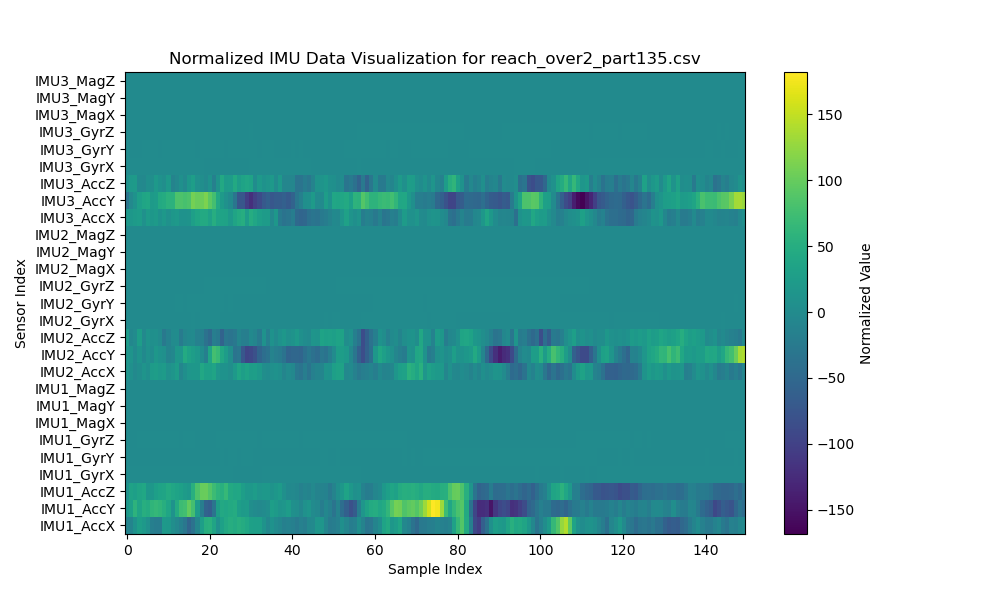 Normalized IMU Data Visualization for reach_over2_part135.csv
IMU3_MagZ
IMU3_MagY
IMU3_MagX
IMU3_GyrZ
IMU3_GyrY
IMU3_GyrX
IMU3_AccZ
IMU3_AccY
IMU3_AccX
IMU2_MagZ
IMU2_MagY
IMU2_MagX
IMU2_GyrZ
IMU2_GyrY
IMU2_GyrX
IMU2_AccZ
IMU2_AccY
IMU2_AccX
IMU1_MagZ
IMU1_MagY
IMU1_MagX
IMU1_GyrZ
IMU1_GyrY
IMU1_GyrX
IMU1_AccZ
IMU1_AccY
IMU1_AccX
Sensor Index
0 20 40 60 80 100 120 140
Sample Index
150
100
50
0
−50
−100
−150
Normalized Value